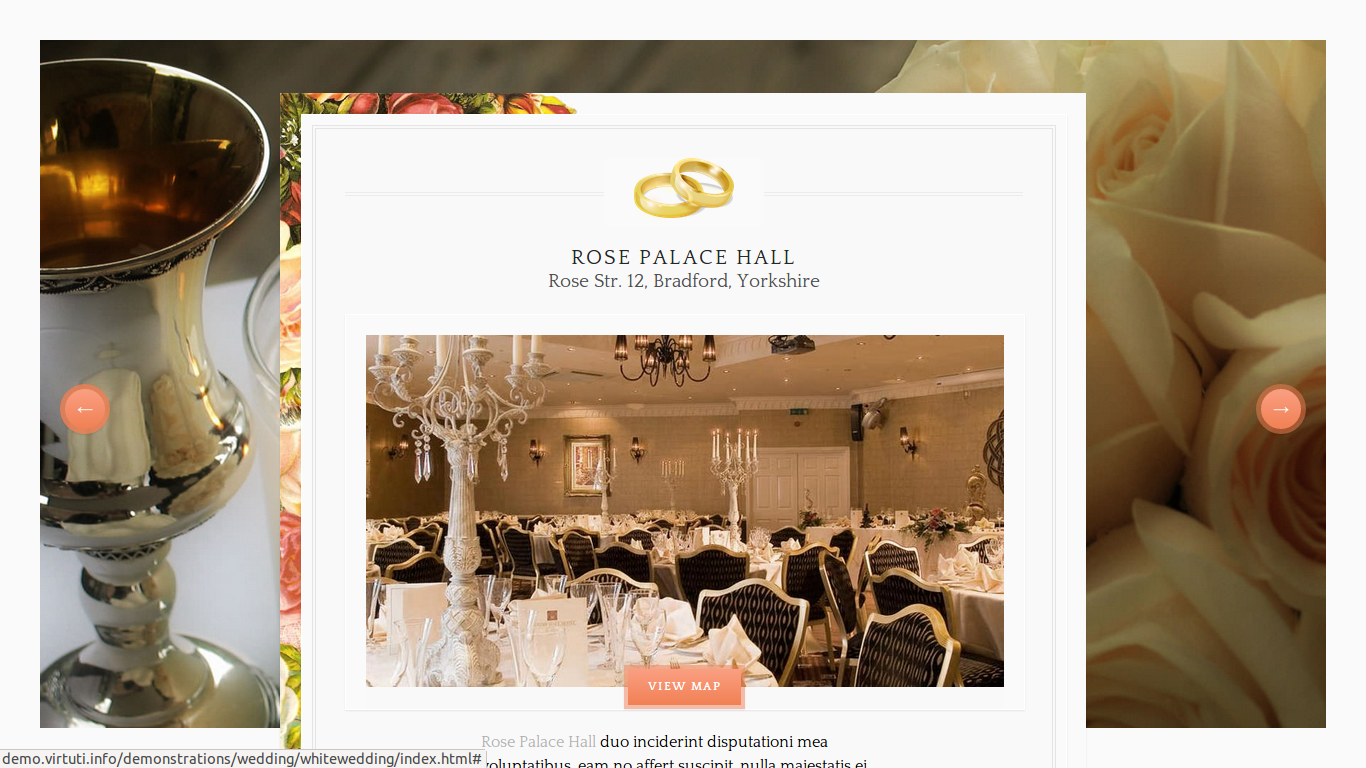 ROSE PALACE HALL
Rose Str. 12, Bradford, Yorkshire
←
→
VIEW MAP
Rose Palace Hall duo inciderint disputationi mea
voluptatibus, eam no affert suscipit, nulla majestatis ei
demo.virtuti.info/demonstrations/wedding/whitewedding/index.html#